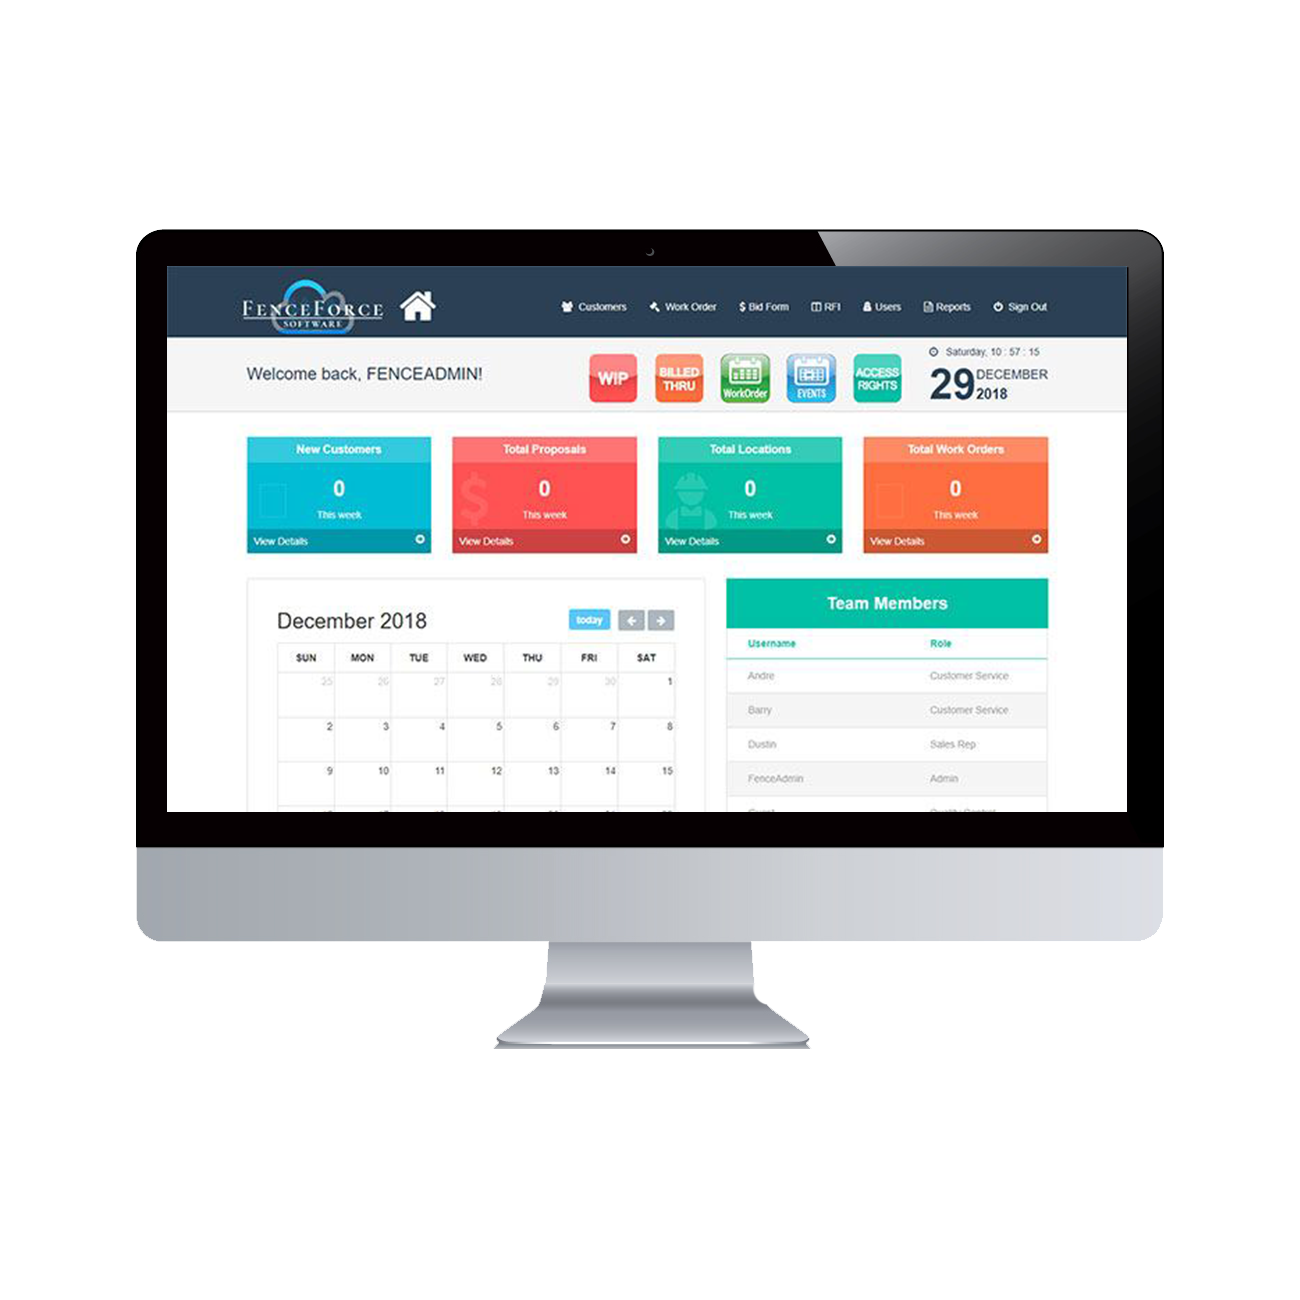 FENCEFORCE
SOFTWARE
Customers Work Order $ Bid Form RFI Users Reports Sign Out
Welcome back, FENCEADMIN!
WIP
BILLED THRU
WorkOrder
EVENTS
ACCESS RIGHTS
Saturday, 10 : 57 : 15
29 DECEMBER 2018
New Customers
0
This week
View Details
Total Proposals
$
0
This week
View Details
Total Locations
0
This week
View Details
Total Work Orders
0
This week
View Details
December 2018
today
SUN MON TUE WED THU FRI SAT
25 26 27 28 29 30 1
2 3 4 5 6 7 8
9 10 11 12 13 14 15
Team Members
Username Role
Andre Customer Service
Barry Customer Service
Dustin Sales Rep
FenceAdmin Admin